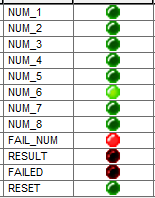 NUM_1
NUM_2
NUM_3
NUM_4
NUM_5
NUM_6
NUM_7
NUM_8
FAIL_NUM
RESULT
FAILED
RESET